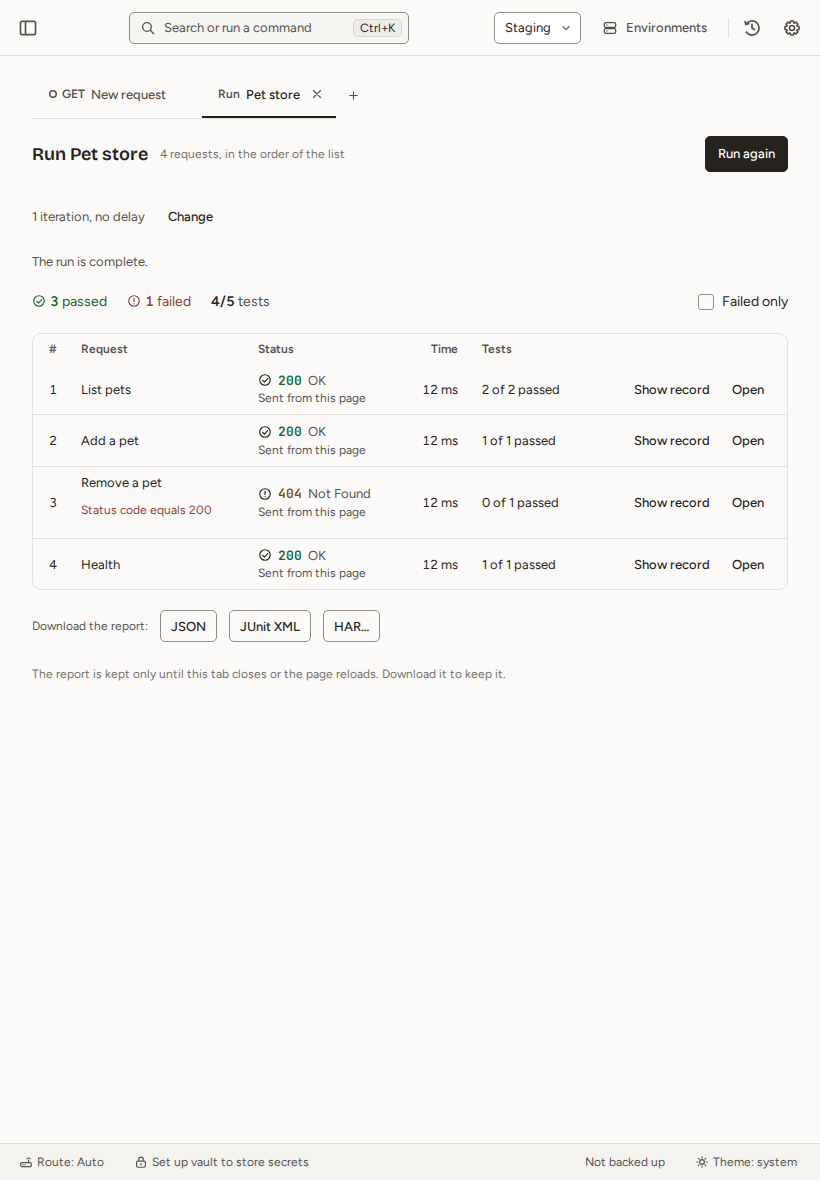 Search or run a command Ctrl+K Staging Environments
GET New request Run Pet store
Run Pet store 4 requests, in the order of the list Run again
1 iteration, no delay Change
The run is complete.
3 passed 1 failed 4/5 tests Failed only
# Request Status Time Tests
1 List pets 200 OK 12 ms 2 of 2 passed Show record Open
Sent from this page
2 Add a pet 200 OK 12 ms 1 of 1 passed Show record Open
Sent from this page
3 Remove a pet 404 Not Found 12 ms 0 of 1 passed Show record Open
Status code equals 200 Sent from this page
4 Health 200 OK 12 ms 1 of 1 passed Show record Open
Sent from this page
Download the report: JSON JUnit XML HAR...
The report is kept only until this tab closes or the page reloads. Download it to keep it.
Route: Auto Set up vault to store secrets Not backed up Theme: system